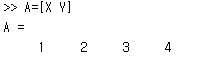 >> A=[X Y]
A =
1 2 3 4